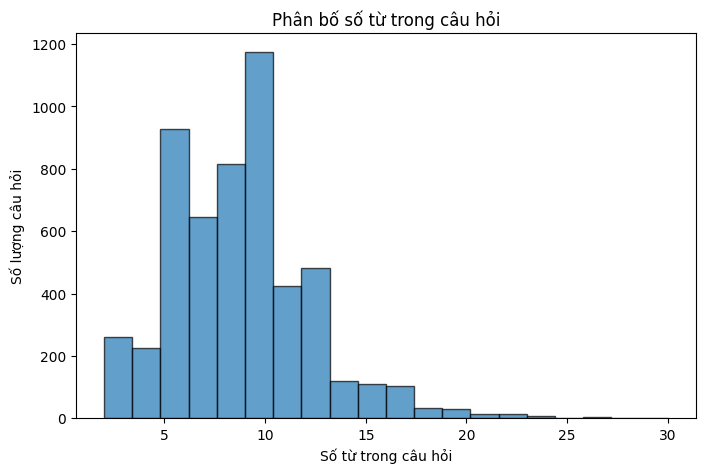 Phân bố số từ trong câu hỏi
1200
1000
800
600
400
200
0
Số lượng câu hỏi
5 10 15 20 25 30
Số từ trong câu hỏi